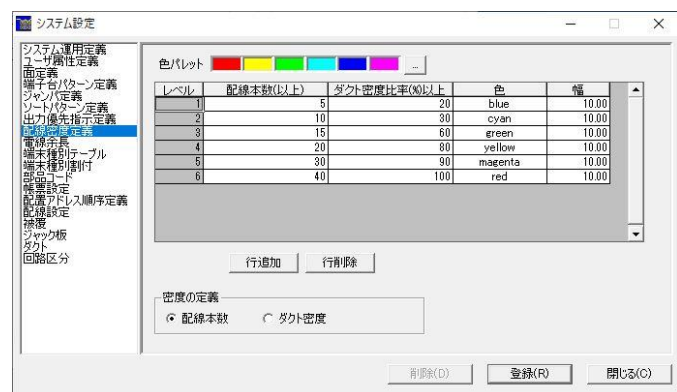 システム設定
システム運用定義
ユーザ属性定義
面定義
端子台パターン定義
ジャンパ定義
ソートパターン定義
出力優先指示定義
配線密度定義
電線余長
端末種別テーブル
端末種別割付
部品コード
帳票設定
配置アドレス順序定義
配線設定
被覆
ジャック板
ダクト
回路区分
色パレット ...
レベル 配線本数(以上) ダクト密度比率(%)以上 色 幅
1 5 20 blue 10.00
2 10 30 cyan 10.00
3 15 60 green 10.00
4 20 80 yellow 10.00
5 30 90 magenta 10.00
6 40 100 red 10.00
行追加 行削除
密度の定義
配線本数 ダクト密度
削除(D) 登録(R) 閉じる(C)